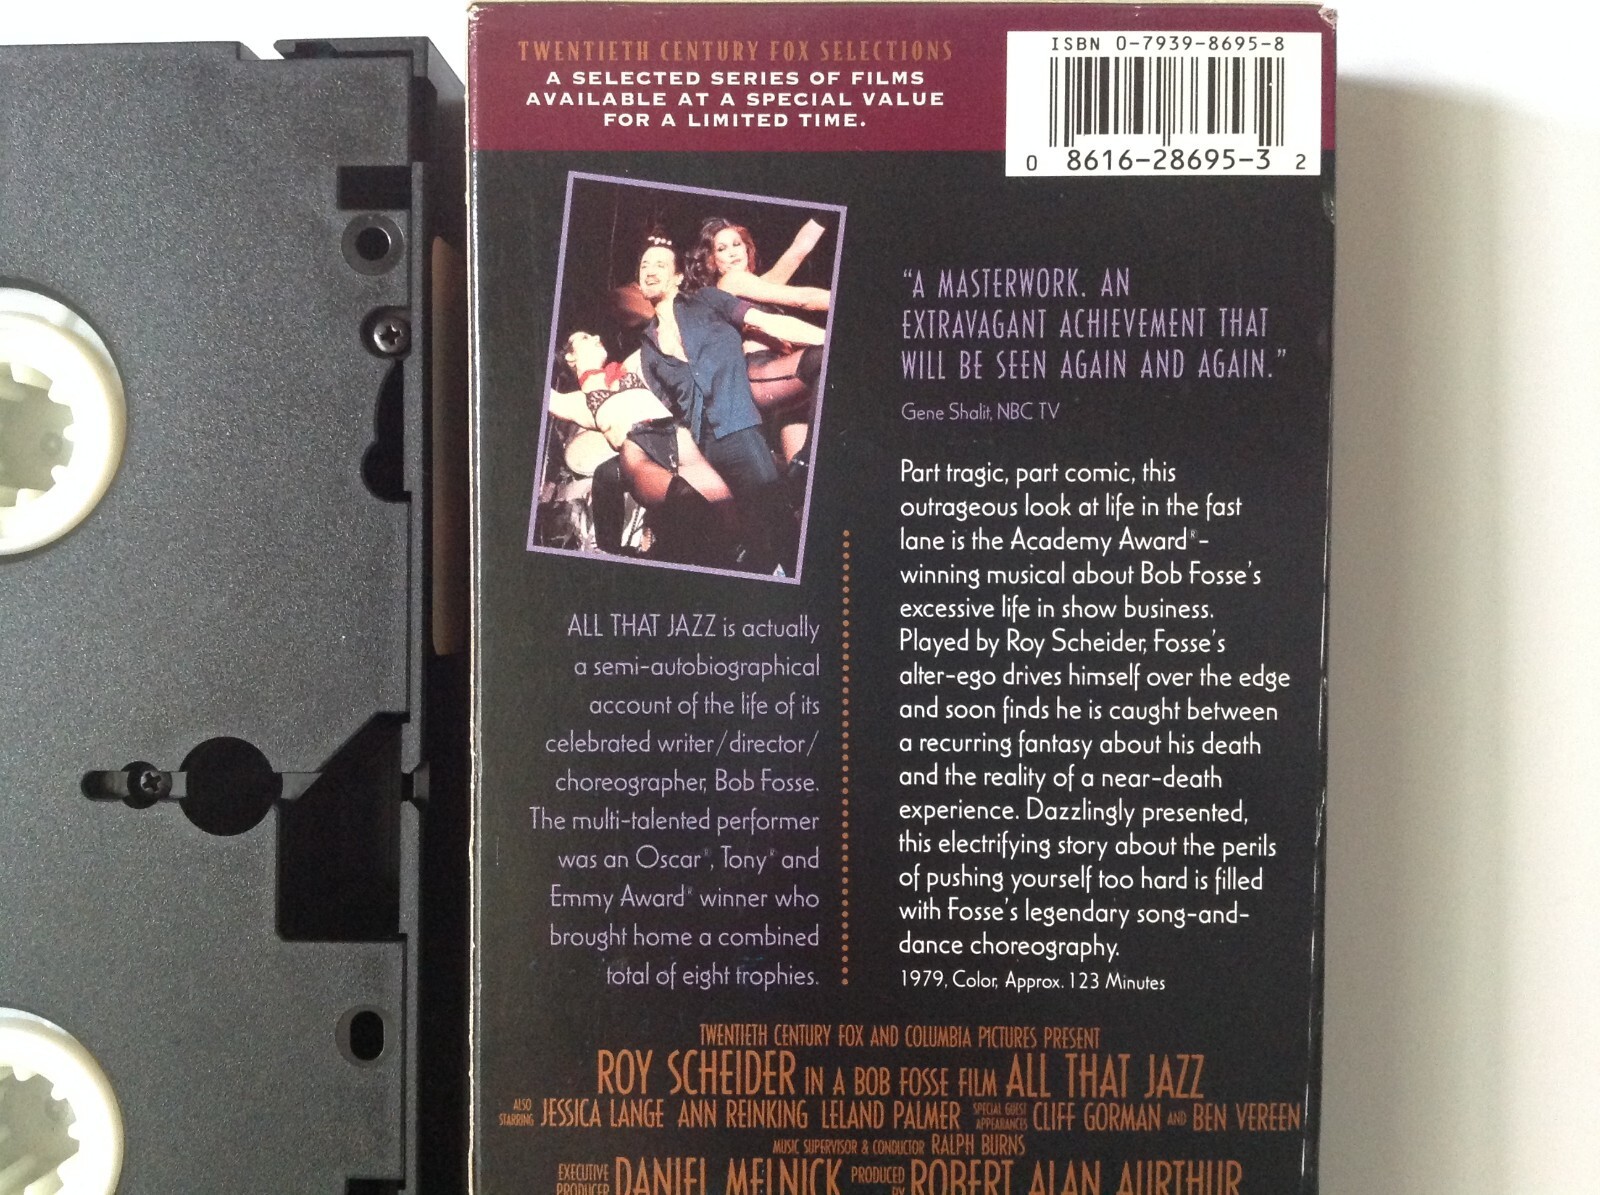 TWENTIETH CENTURY FOX SELECTIONS
A SELECTED SERIES OF FILMS
AVAILABLE AT A SPECIAL VALUE
FOR A LIMITED TIME.
ISBN 0-7939-8695-8
0 8616-28695-3 2
“A MASTERWORK. AN
EXTRAVAGANT ACHIEVEMENT THAT
WILL BE SEEN AGAIN AND AGAIN.”
Gene Shalit, NBC TV
ALL THAT JAZZ is actually
a semi-autobiographical
account of the life of its
celebrated writer/director/
choreographer, Bob Fosse.
The multi-talented performer
was an Oscar®, Tony® and
Emmy Award® winner who
brought home a combined
total of eight trophies.
Part tragic, part comic, this
outrageous look at life in the fast
lane is the Academy Award®-
winning musical about Bob Fosse's
excessive life in show business.
Played by Roy Scheider, Fosse's
alter-ego drives himself over the edge
and soon finds he is caught between
a recurring fantasy about his death
and the reality of a near-death
experience. Dazzlingly presented,
this electrifying story about the perils
of pushing yourself too hard is filled
with Fosse's legendary song-and-
dance choreography.
1979, Color, Approx. 123 Minutes
TWENTIETH CENTURY FOX AND COLUMBIA PICTURES PRESENT
ROY SCHEIDER IN A BOB FOSSE FILM ALL THAT JAZZ
ALSO STARRING JESSICA LANGE ANN REINKING LELAND PALMER SPECIAL GUEST APPEARANCES CLIFF GORMAN AND BEN VEREEN
MUSIC SUPERVISOR & CONDUCTOR RALPH BURNS
EXECUTIVE PRODUCER DANIEL MELNICK PRODUCED BY ROBERT ALAN AURTHUR